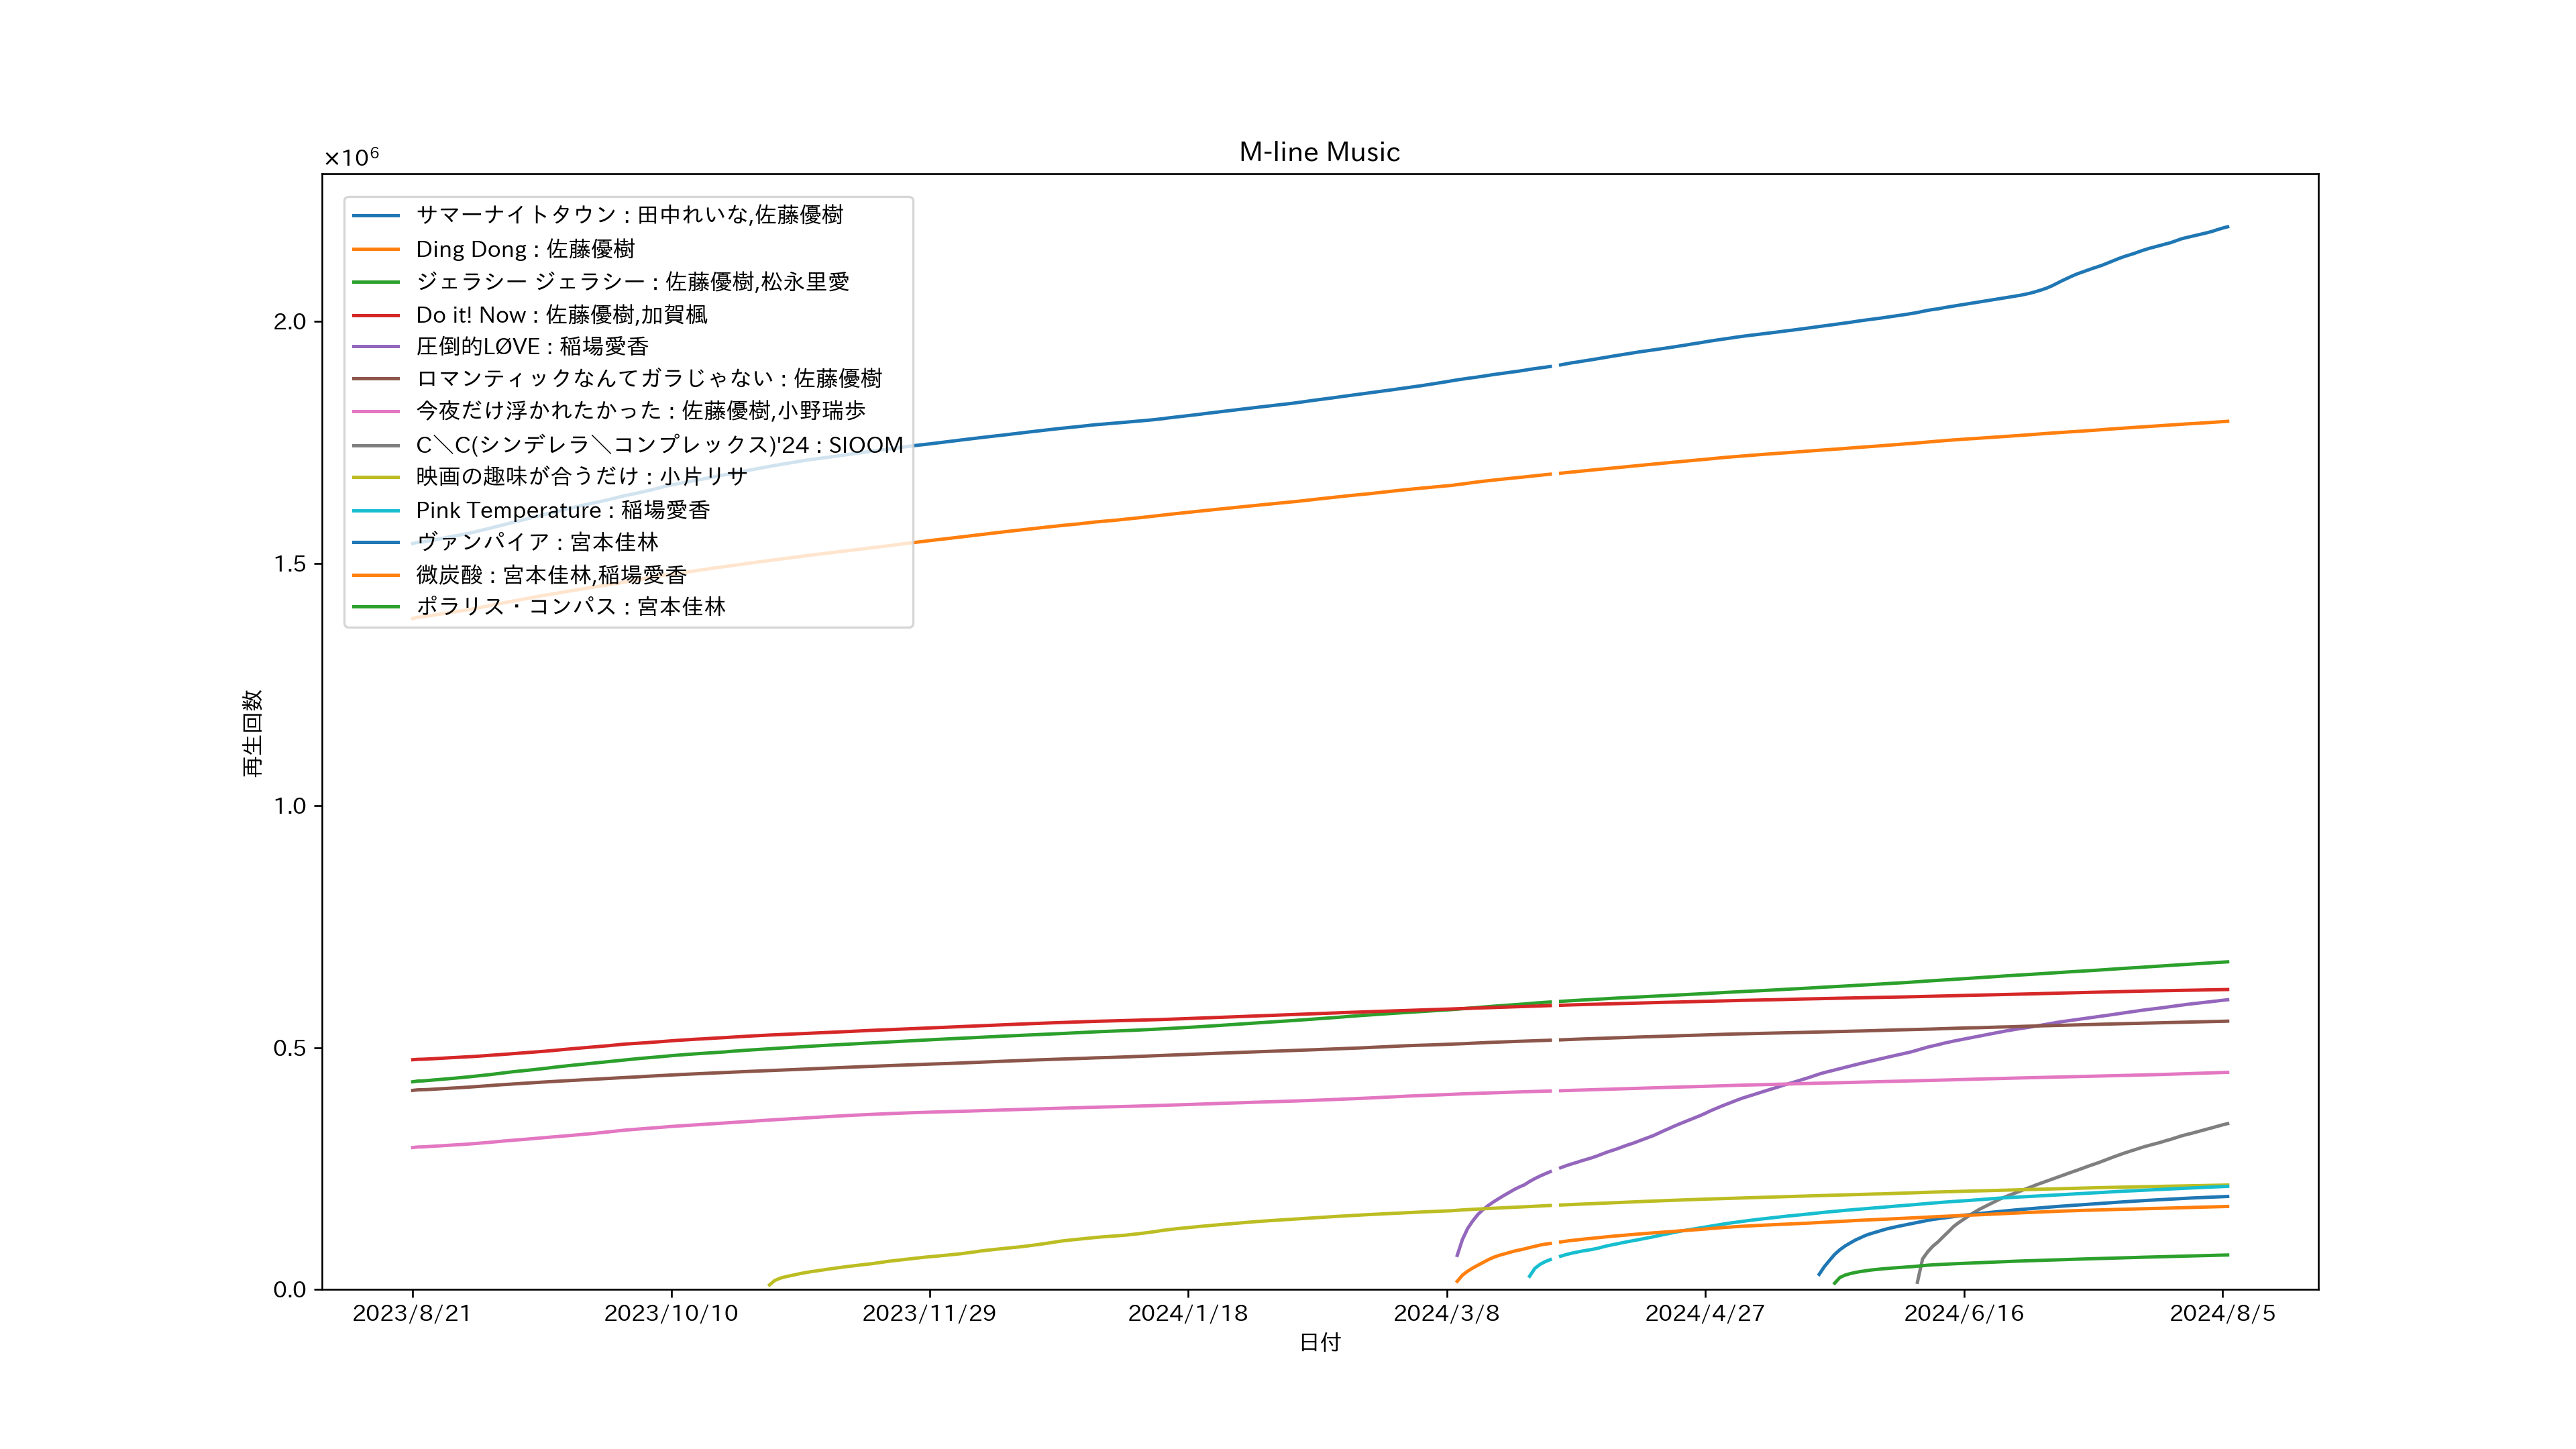 M-line Music
×10⁶
サマーナイトタウン : 田中れいな,佐藤優樹
Ding Dong : 佐藤優樹
ジェラシー ジェラシー : 佐藤優樹,松永里愛
Do it! Now : 佐藤優樹,加賀楓
圧倒的LØVE : 稲場愛香
ロマンティックなんてガラじゃない : 佐藤優樹
今夜だけ浮かれたかった : 佐藤優樹,小野瑞歩
C＼C(シンデレラ＼コンプレックス)'24 : SIOOM
映画の趣味が合うだけ : 小片リサ
Pink Temperature : 稲場愛香
ヴァンパイア : 宮本佳林
微炭酸 : 宮本佳林,稲場愛香
ポラリス・コンパス : 宮本佳林
2.0
1.5
1.0
0.5
0.0
再生回数
2023/8/21
2023/10/10
2023/11/29
2024/1/18
2024/3/8
2024/4/27
2024/6/16
2024/8/5
日付